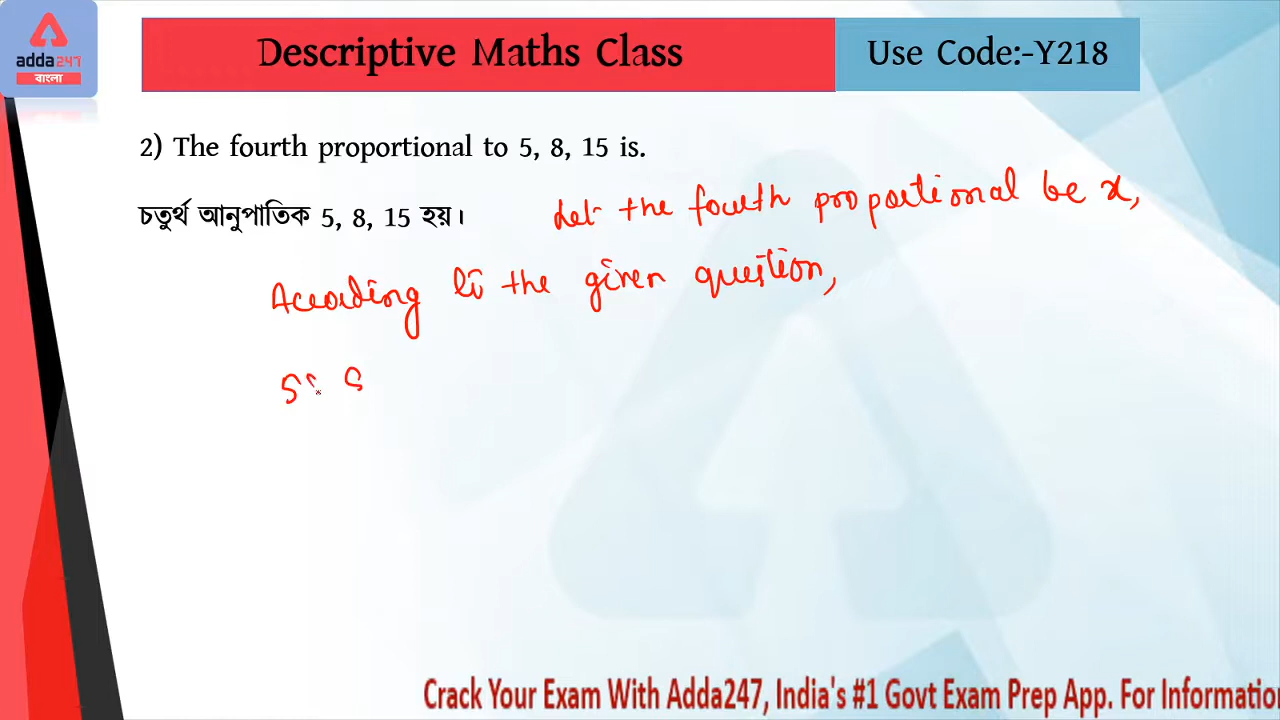 adda247
বাংলা
Descriptive Maths Class
Use Code:-Y218
2) The fourth proportional to 5, 8, 15 is.
চতুর্থ আনুপাতিক 5, 8, 15 হয়।
Let the fourth proportional be x,
According to the given question,
5:
Crack Your Exam With Adda247, India's #1 Govt Exam Prep App. For Informatio